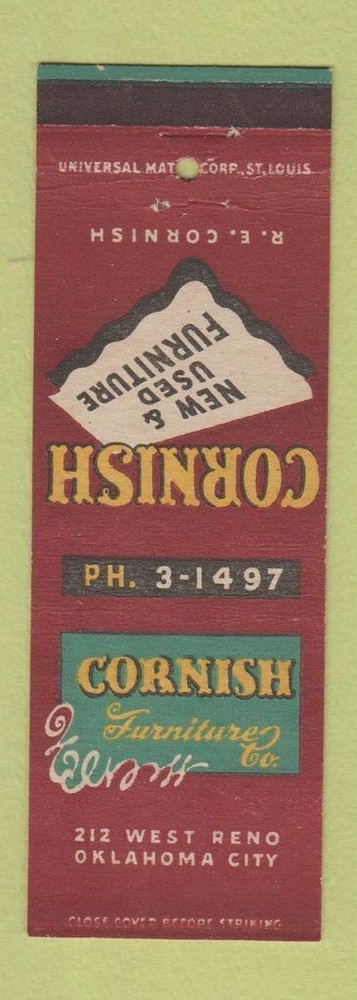 UNIVERSAL MATCH CORP., ST. LOUIS
R. E. CORNISH
NEW &
USED
FURNITURE
CORNISH
PH. 3-1497
CORNISH
Furniture
Co.
212 WEST RENO
OKLAHOMA CITY
CLOSE COVER BEFORE STRIKING